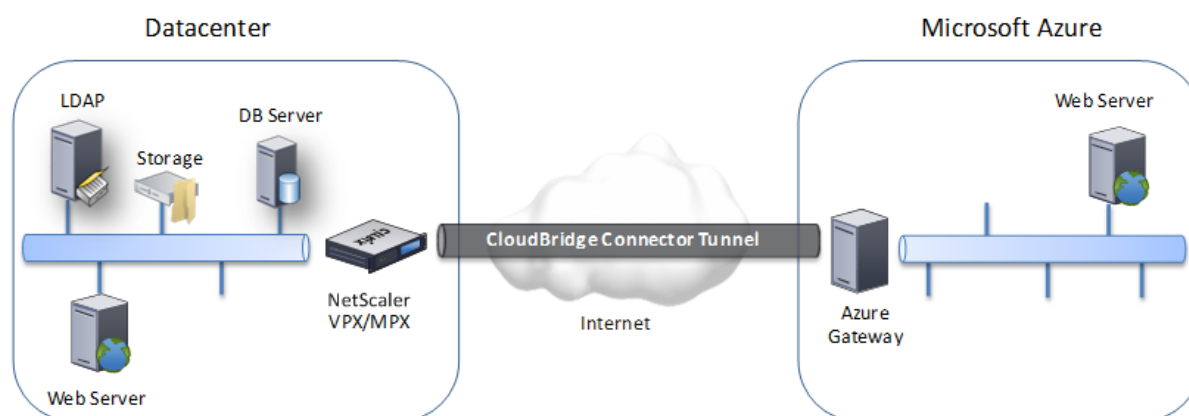 Datacenter
Microsoft Azure
LDAP
DB Server
Storage
Web Server
CITRIX
CloudBridge Connector Tunnel
NetScaler
VPX/MPX
Internet
Azure
Gateway
Web Server